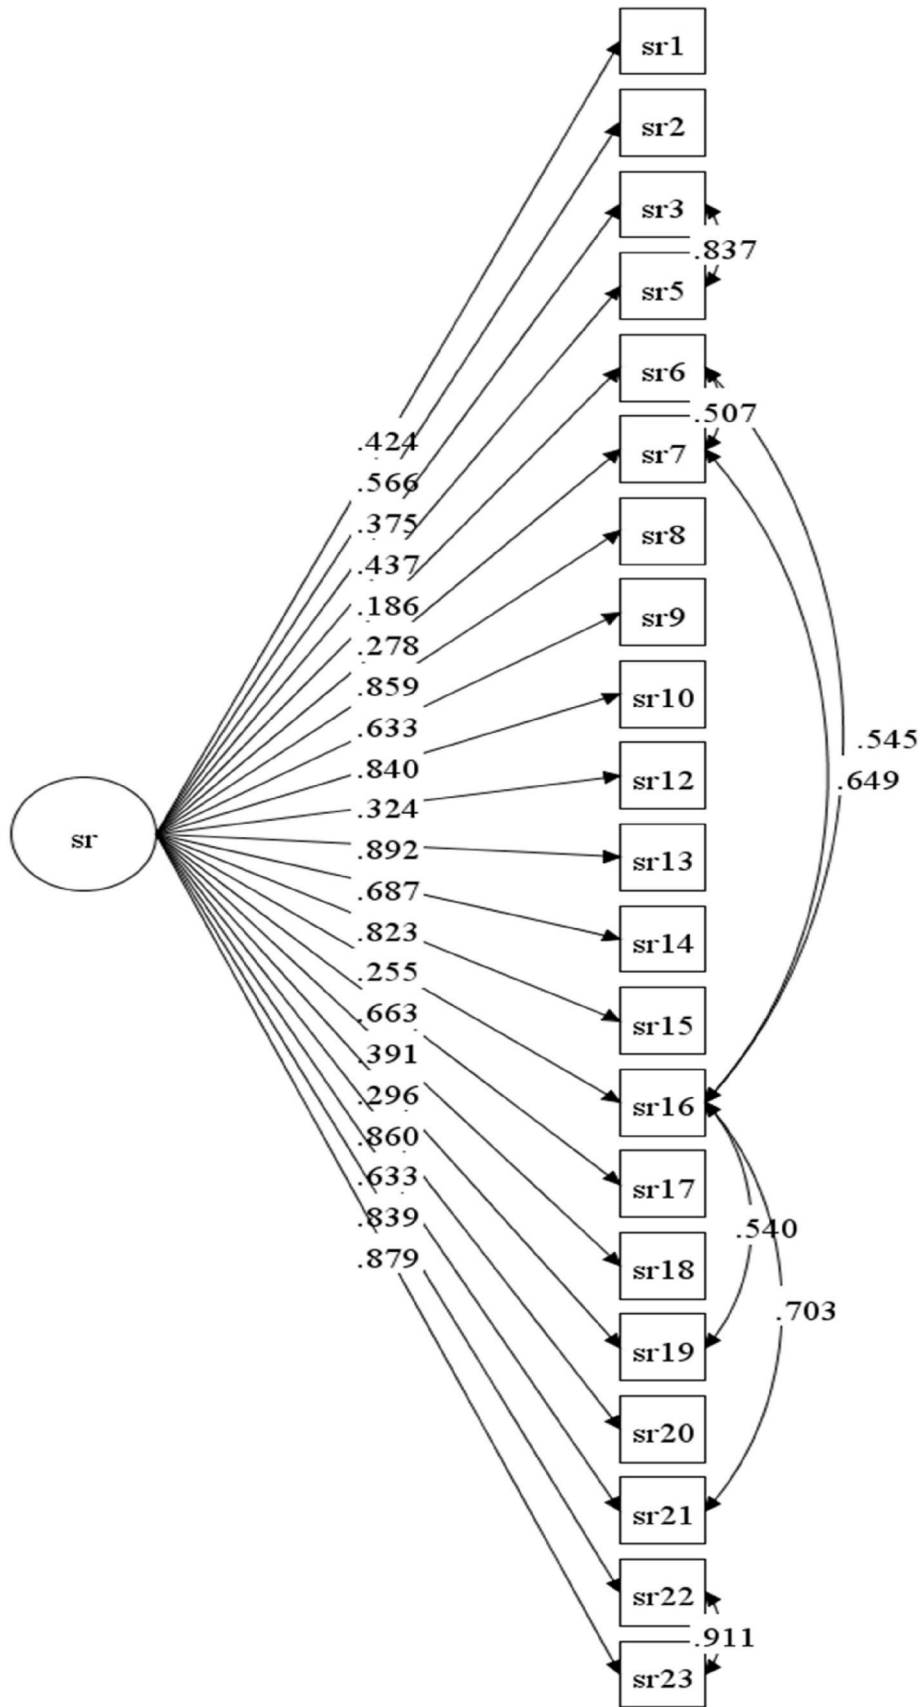 sr1
sr2
sr3
.837
sr5
sr6
.507
.424
sr7
.566
.375
sr8
.437
.186
sr9
.278
.859
sr10
.633
.545
.840
sr12
.649
.324
sr
.892
sr13
.687
.823
sr14
.255
.663
sr15
.391
.296
sr16
.860
.633
sr17
.839
.540
.879
sr18
.703
sr19
sr20
sr21
sr22
.911
sr23